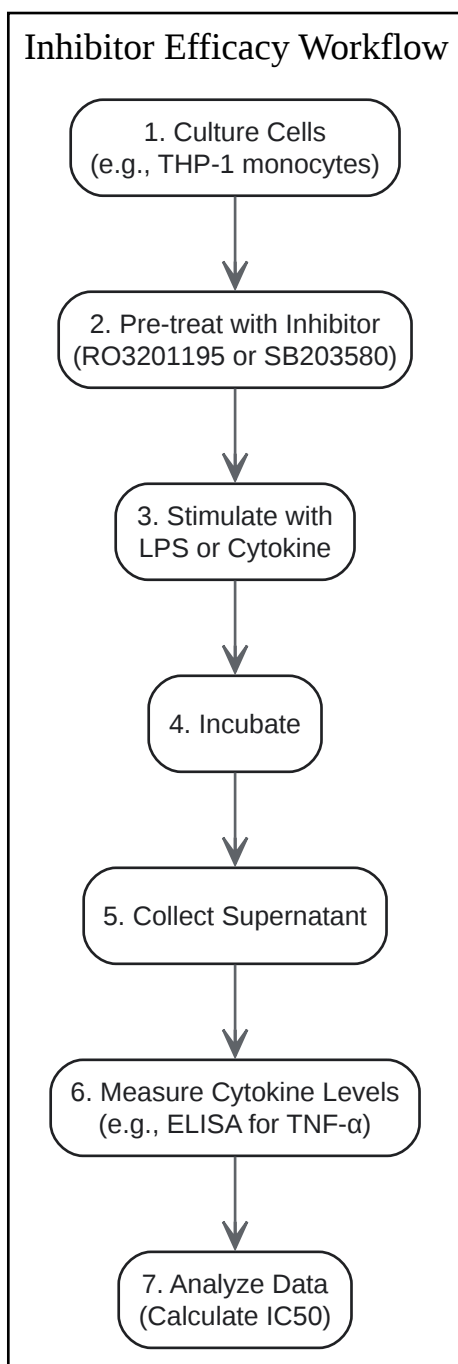 Inhibitor Efficacy Workflow
1. Culture Cells
(e.g., THP-1 monocytes)
2. Pre-treat with Inhibitor
(RO3201195 or SB203580)
3. Stimulate with
LPS or Cytokine
4. Incubate
5. Collect Supernatant
6. Measure Cytokine Levels
(e.g., ELISA for TNF-α)
7. Analyze Data
(Calculate IC50)